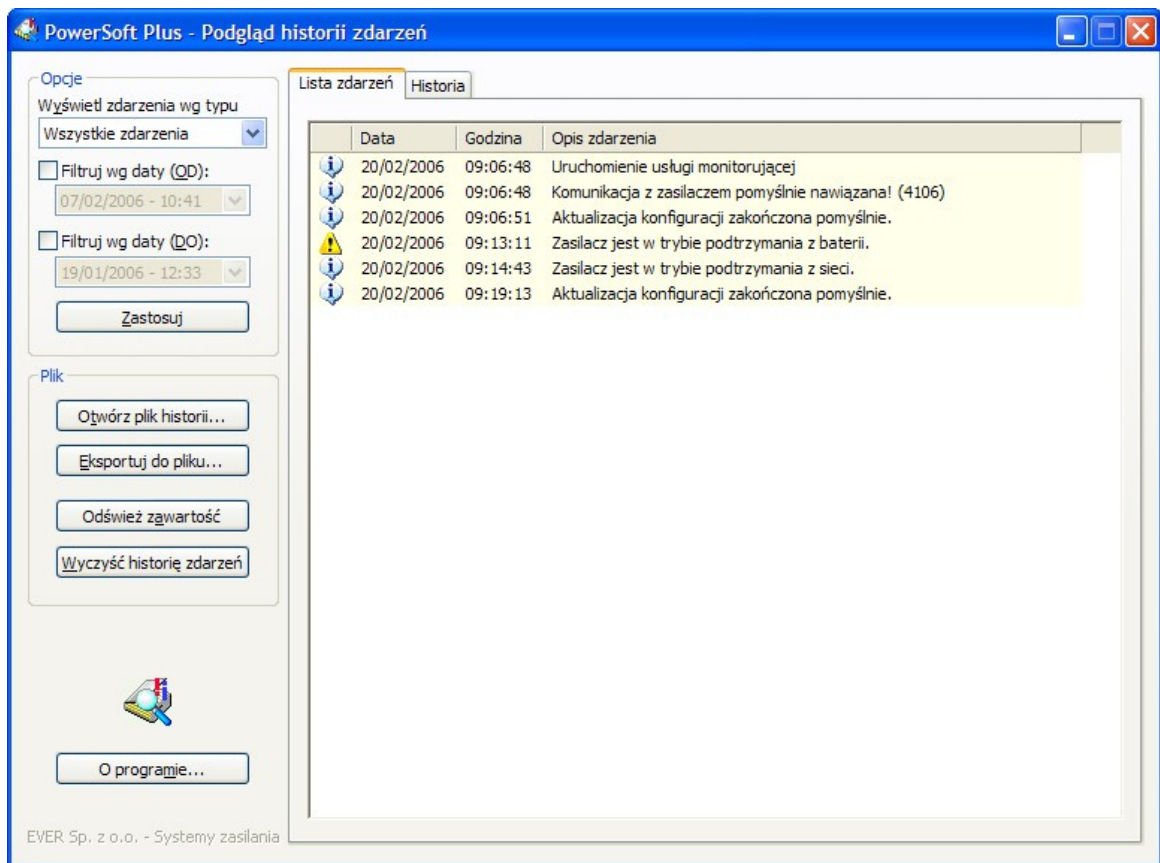 PowerSoft Plus - Podgląd historii zdarzeń
Opcje
Wyświetl zdarzenia wg typu
Wszystkie zdarzenia
Filtruj wg daty (OD):
07/02/2006 - 10:41
Filtruj wg daty (DO):
19/01/2006 - 12:33
Zastosuj
Plik
Otwórz plik historii...
Eksportuj do pliku...
Odśwież zawartość
Wyczyść historię zdarzeń
O programie...
EVER Sp. z o.o. - Systemy zasilania
Lista zdarzeń Historia
Data Godzina Opis zdarzenia
20/02/2006 09:06:48 Uruchomienie usługi monitorującej
20/02/2006 09:06:48 Komunikacja z zasilaczem pomyślnie nawiązana! (4106)
20/02/2006 09:06:51 Aktualizacja konfiguracji zakończona pomyślnie.
20/02/2006 09:13:11 Zasilacz jest w trybie podtrzymania z baterii.
20/02/2006 09:14:43 Zasilacz jest w trybie podtrzymania z sieci.
20/02/2006 09:19:13 Aktualizacja konfiguracji zakończona pomyślnie.